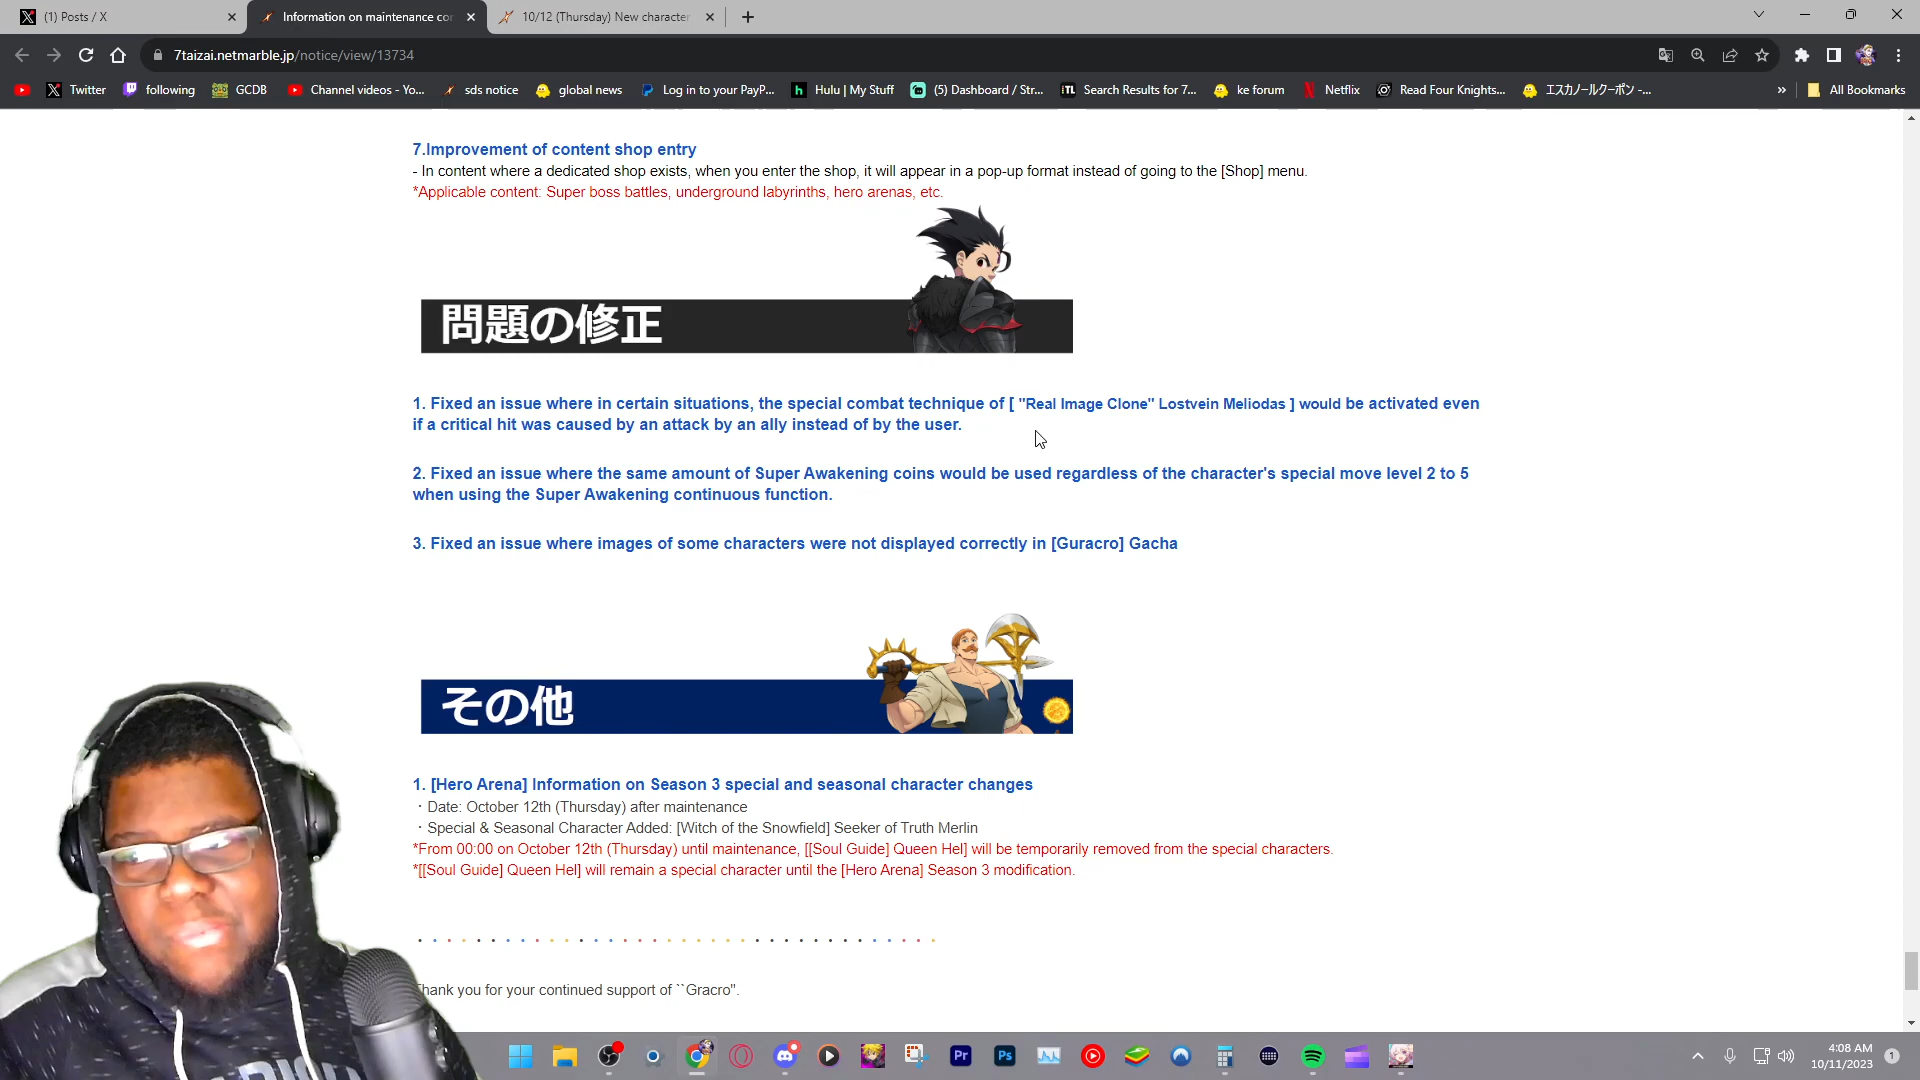 (1) Posts / X
Information on maintenance co
10/12 (Thursday) New character
7taizai.netmarble.jp/notice/view/13734
Twitter
following
GCDB
Channel videos - Yo...
sds notice
global news
Log in to your PayP...
Hulu | My Stuff
(5) Dashboard / Str...
Search Results for 7...
ke forum
Netflix
Read Four Knights...
エスカノールクーポン -...
»
All Bookmarks
7.Improvement of content shop entry
- In content where a dedicated shop exists, when you enter the shop, it will appear in a pop-up format instead of going to the [Shop] menu.
*Applicable content: Super boss battles, underground labyrinths, hero arenas, etc.
問題の修正
1. Fixed an issue where in certain situations, the special combat technique of [ "Real Image Clone" Lostvein Meliodas ] would be activated even
if a critical hit was caused by an attack by an ally instead of by the user.
2. Fixed an issue where the same amount of Super Awakening coins would be used regardless of the character's special move level 2 to 5
when using the Super Awakening continuous function.
3. Fixed an issue where images of some characters were not displayed correctly in [Guracro] Gacha
その他
1. [Hero Arena] Information on Season 3 special and seasonal character changes
・Date: October 12th (Thursday) after maintenance
・Special & Seasonal Character Added: [Witch of the Snowfield] Seeker of Truth Merlin
*From 00:00 on October 12th (Thursday) until maintenance, [[Soul Guide] Queen Hel] will be temporarily removed from the special characters.
*[[Soul Guide] Queen Hel] will remain a special character until the [Hero Arena] Season 3 modification.
Thank you for your continued support of ``Gracro".
Pr
Ps
4:08 AM
10/11/2023
1